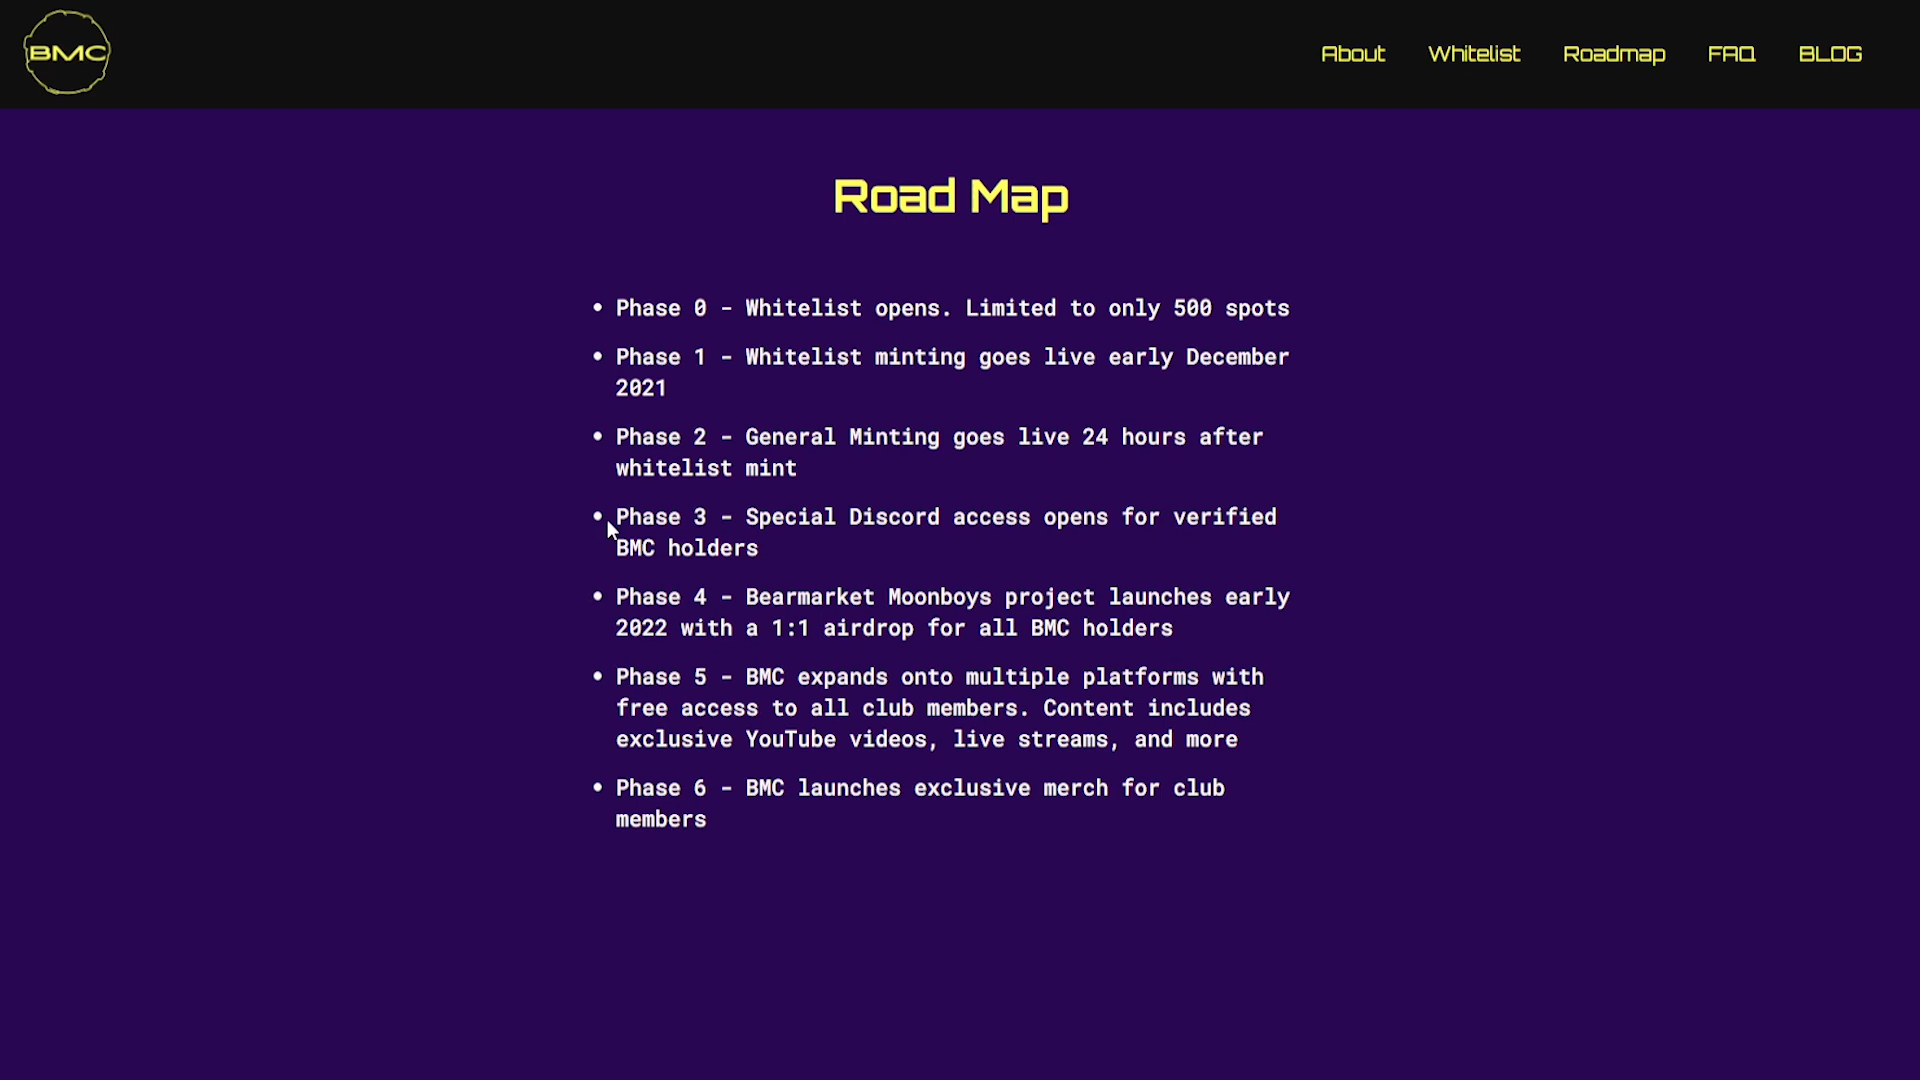 BMC
About
Whitelist
Roadmap
FAQ
BLOG
Road Map
• Phase 0 - Whitelist opens. Limited to only 500 spots
• Phase 1 - Whitelist minting goes live early December
2021
• Phase 2 - General Minting goes live 24 hours after
whitelist mint
• Phase 3 - Special Discord access opens for verified
BMC holders
• Phase 4 - Bearmarket Moonboys project launches early
2022 with a 1:1 airdrop for all BMC holders
• Phase 5 - BMC expands onto multiple platforms with
free access to all club members. Content includes
exclusive YouTube videos, live streams, and more
• Phase 6 - BMC launches exclusive merch for club
members